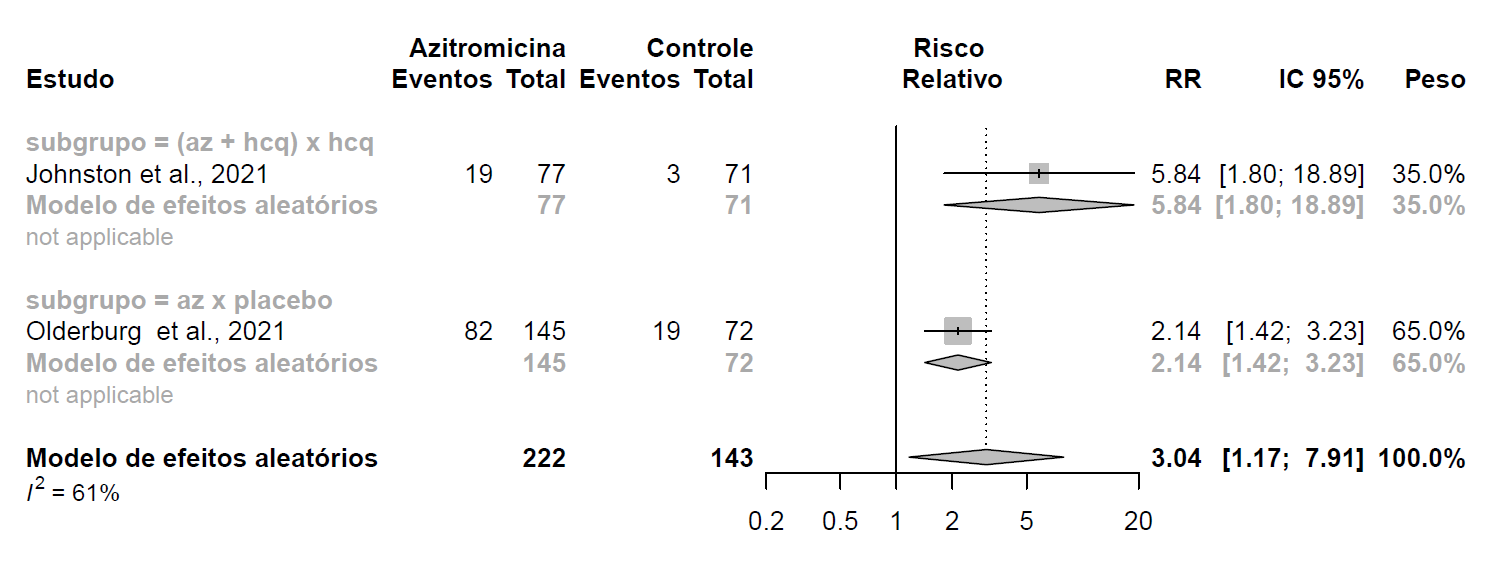 Azitromicina Controle Risco
Estudo Eventos Total Eventos Total Relativo RR IC 95% Peso
subgrupo = (az + hcq) x hcq
Johnston et al., 2021 19 77 3 71 5.84 [1.80; 18.89] 35.0%
Modelo de efeitos aleatórios 77 71 5.84 [1.80; 18.89] 35.0%
not applicable
subgrupo = az x placebo
Olderburg et al., 2021 82 145 19 72 2.14 [1.42; 3.23] 65.0%
Modelo de efeitos aleatórios 145 72 2.14 [1.42; 3.23] 65.0%
not applicable
Modelo de efeitos aleatórios 222 143 3.04 [1.17; 7.91] 100.0%
I² = 61%
0.2 0.5 1 2 5 20